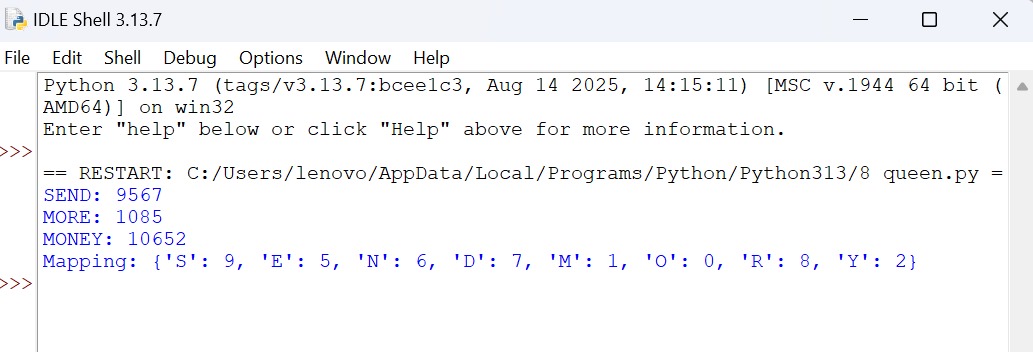 IDLE Shell 3.13.7
File Edit Shell Debug Options Window Help
Python 3.13.7 (tags/v3.13.7:bcee1c3, Aug 14 2025, 14:15:11) [MSC v.1944 64 bit (
AMD64)] on win32
Enter "help" below or click "Help" above for more information.
>>>
== RESTART: C:/Users/lenovo/AppData/Local/Programs/Python/Python313/8 queen.py =
SEND: 9567
MORE: 1085
MONEY: 10652
Mapping: {'S': 9, 'E': 5, 'N': 6, 'D': 7, 'M': 1, 'O': 0, 'R': 8, 'Y': 2}
>>>